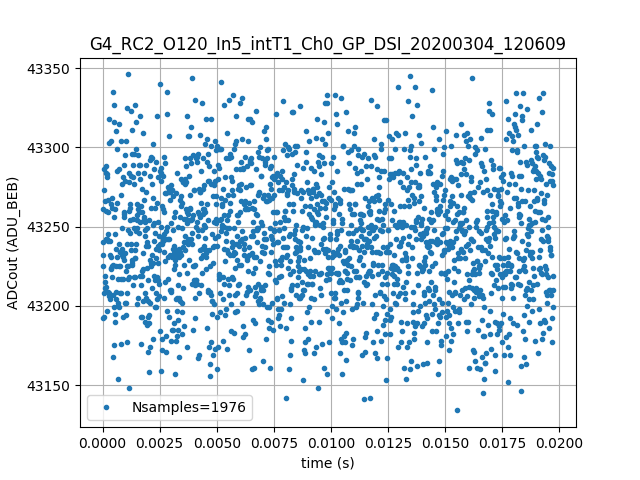 G4_RC2_O120_In5_intT1_Ch0_GP_DSI_20200304_120609
ADCout (ADU_BEB)
43350
43300
43250
43200
43150
Nsamples=1976
0.0000 0.0025 0.0050 0.0075 0.0100 0.0125 0.0150 0.0175 0.0200
time (s)